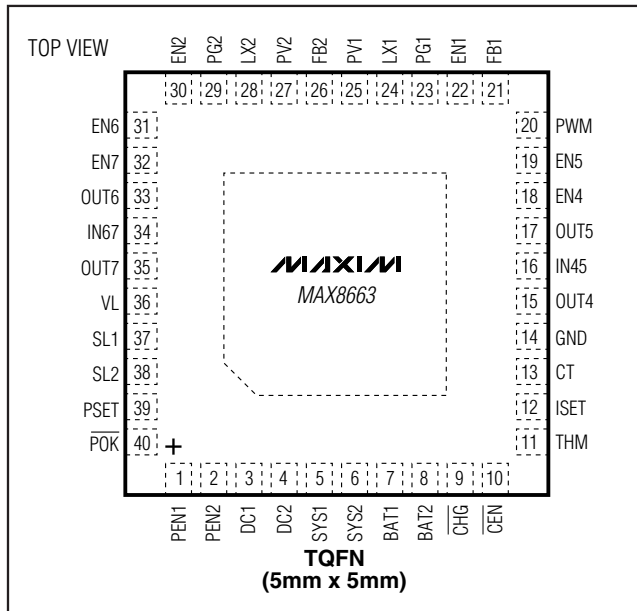 TOP VIEW
EN2 PG2 LX2 PV2 FB2 PV1 LX1 PG1 EN1 FB1
30 29 28 27 26 25 24 23 22 21
EN6 31
EN7 32
OUT6 33
IN67 34
OUT7 35
VL 36
SL1 37
SL2 38
PSET 39
POK 40
+
20 PWM
19 EN5
18 EN4
17 OUT5
16 IN45
15 OUT4
14 GND
13 CT
12 ISET
11 THM
MAXIM
MAX8663
1 2 3 4 5 6 7 8 9 10
PEN1 PEN2 DC1 DC2 SYS1 SYS2 BAT1 BAT2 CHG CEN
TQFN
(5mm x 5mm)